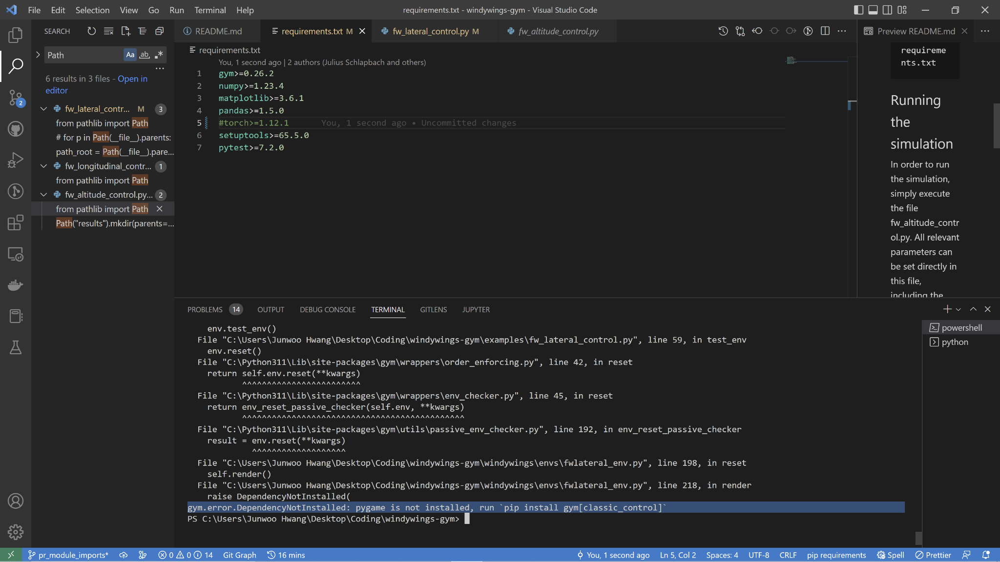 File Edit Selection View Go Run Terminal Help
requirements.txt - windywings-gym - Visual Studio Code
SEARCH
Path
Aa ab .*
6 results in 3 files - Open in
editor
fw_lateral_contr... M 3
from pathlib import Path
# for p in Path(__file__).parents:
path_root = Path(__file__).pare...
fw_longitudinal_contr... 1
from pathlib import Path
fw_altitude_control.py... 2
from pathlib import Path
Path("results").mkdir(parents=...
2
README.md
requirements.txt M
fw_lateral_control.py M
fw_altitude_control.py
requirements.txt
You, 1 second ago | 2 authors (Julius Schlapbach and others)
1 gym>=0.26.2
2 numpy>=1.23.4
3 matplotlib>=3.6.1
4 pandas>=1.5.0
5 #torch>=1.12.1 You, 1 second ago • Uncommitted changes
6 setuptools>=65.5.0
7 pytest>=7.2.0
Preview README.md
requireme
nts.txt
Running
the
simulation
In order to run
the simulation,
simply execute
the file
fw_altitude_contr
ol.py. All relevant
parameters can
be set directly in
this file,
including the
PROBLEMS 14 OUTPUT DEBUG CONSOLE TERMINAL GITLENS JUPYTER
env.test_env()
File "C:\Users\Junwoo Hwang\Desktop\Coding\windywings-gym\examples\fw_lateral_control.py", line 59, in test_env
env.reset()
File "C:\Python311\Lib\site-packages\gym\wrappers\order_enforcing.py", line 42, in reset
return self.env.reset(**kwargs)
^^^^^^^^^^^^^^^^^^^^^^^^
File "C:\Python311\Lib\site-packages\gym\wrappers\env_checker.py", line 45, in reset
return env_reset_passive_checker(self.env, **kwargs)
^^^^^^^^^^^^^^^^^^^^^^^^^^^^^^^^^^^^^^^^^^^^^
File "C:\Python311\Lib\site-packages\gym\utils\passive_env_checker.py", line 192, in env_reset_passive_checker
result = env.reset(**kwargs)
^^^^^^^^^^^^^^^^^^^
File "C:\Users\Junwoo Hwang\Desktop\Coding\windywings-gym\windywings\envs\fwlateral_env.py", line 198, in reset
self.render()
File "C:\Users\Junwoo Hwang\Desktop\Coding\windywings-gym\windywings\envs\fwlateral_env.py", line 218, in render
raise DependencyNotInstalled(
gym.error.DependencyNotInstalled: pygame is not installed, run `pip install gym[classic_control]`
PS C:\Users\Junwoo Hwang\Desktop\Coding\windywings-gym>
powershell
python
pr_module_imports* 0 0 14 Git Graph 16 mins You, 1 second ago Ln 5, Col 2 Spaces: 4 UTF-8 CRLF pip requirements Spell Prettier